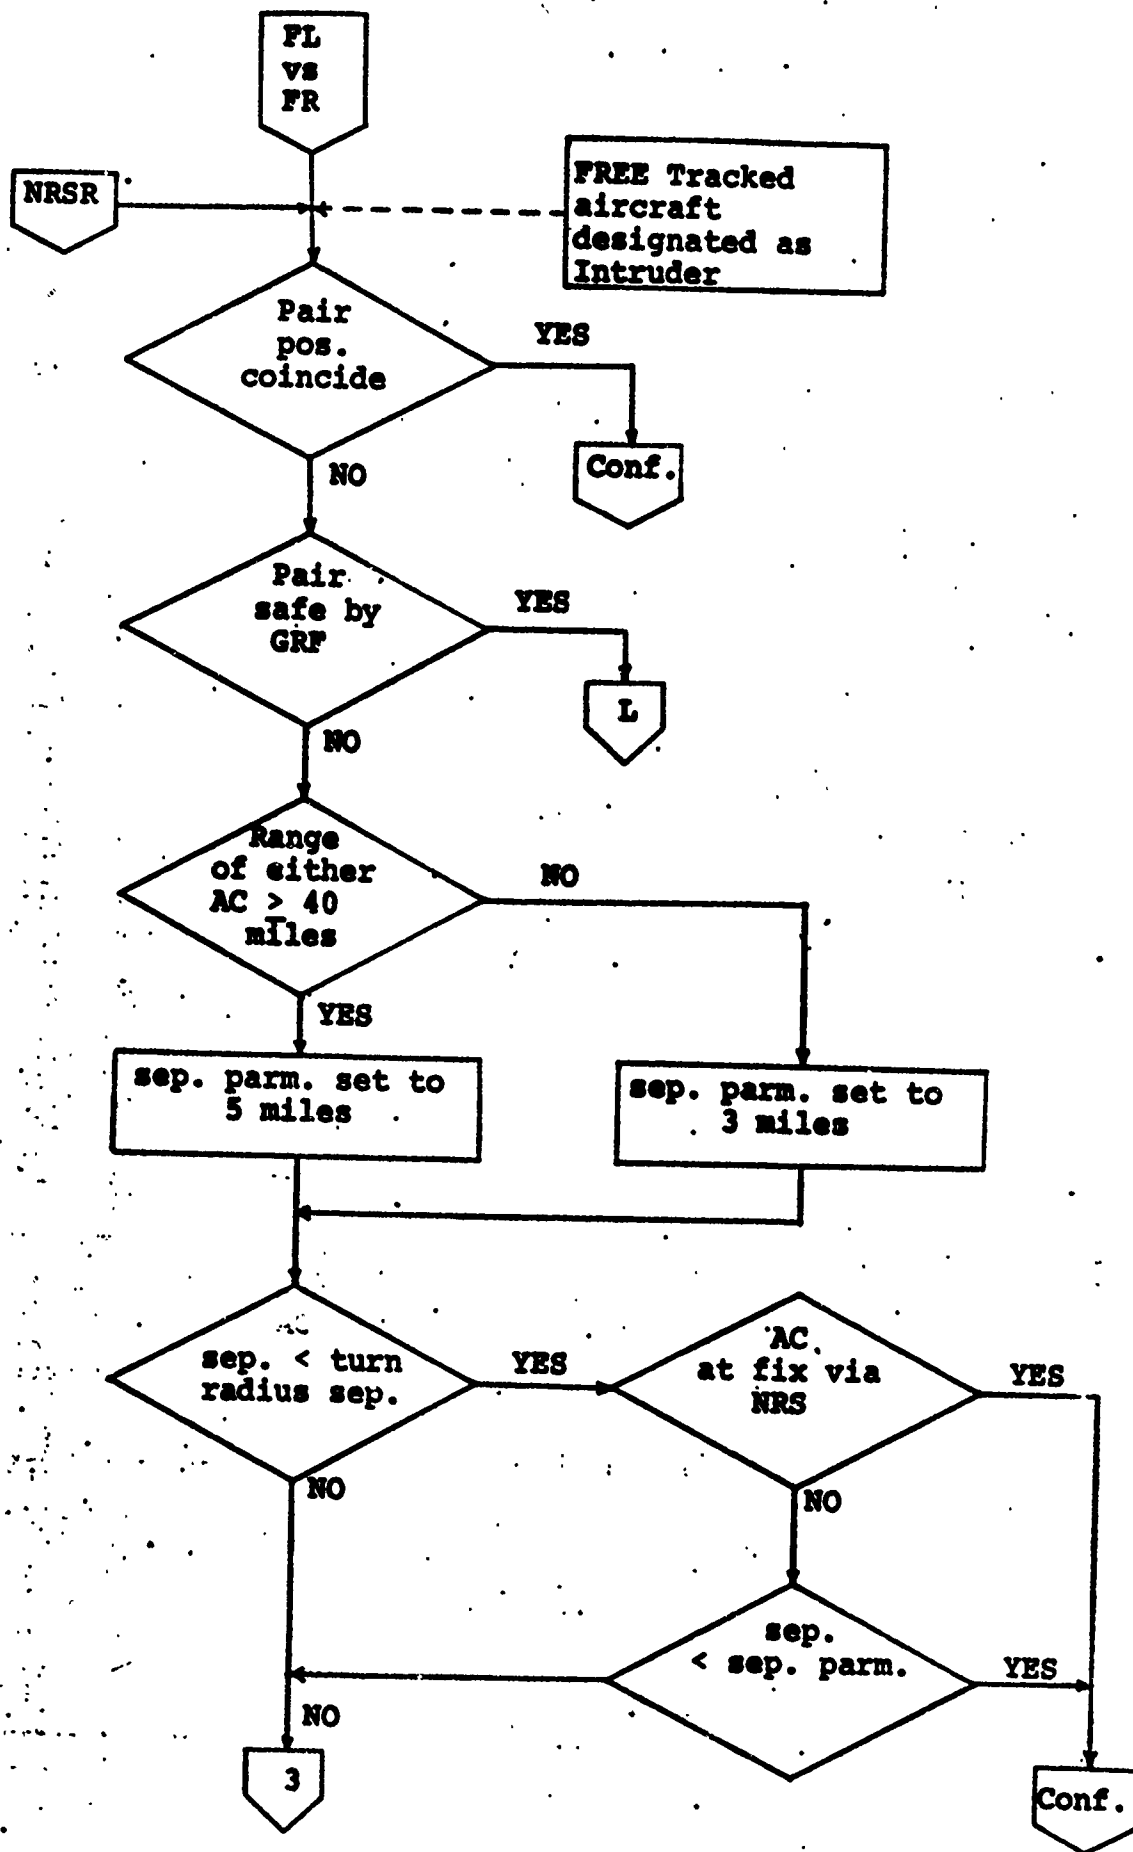 FL
vs
FR
NRSR
FREE Tracked
aircraft
designated as
Intruder
Pair
pos.
coincide
YES
Conf.
NO
Pair
safe by
GRF
YES
L
NO
Range
of either
AC ≥ 40
miles
NO
YES
sep. parm. set to
5 miles
sep. parm. set to
3 miles
AC
sep. < turn
radius sep.
YES
AC
at fix via
NRS
YES
NO
NO
sep.
< sep. parm.
YES
NO
3
Conf.